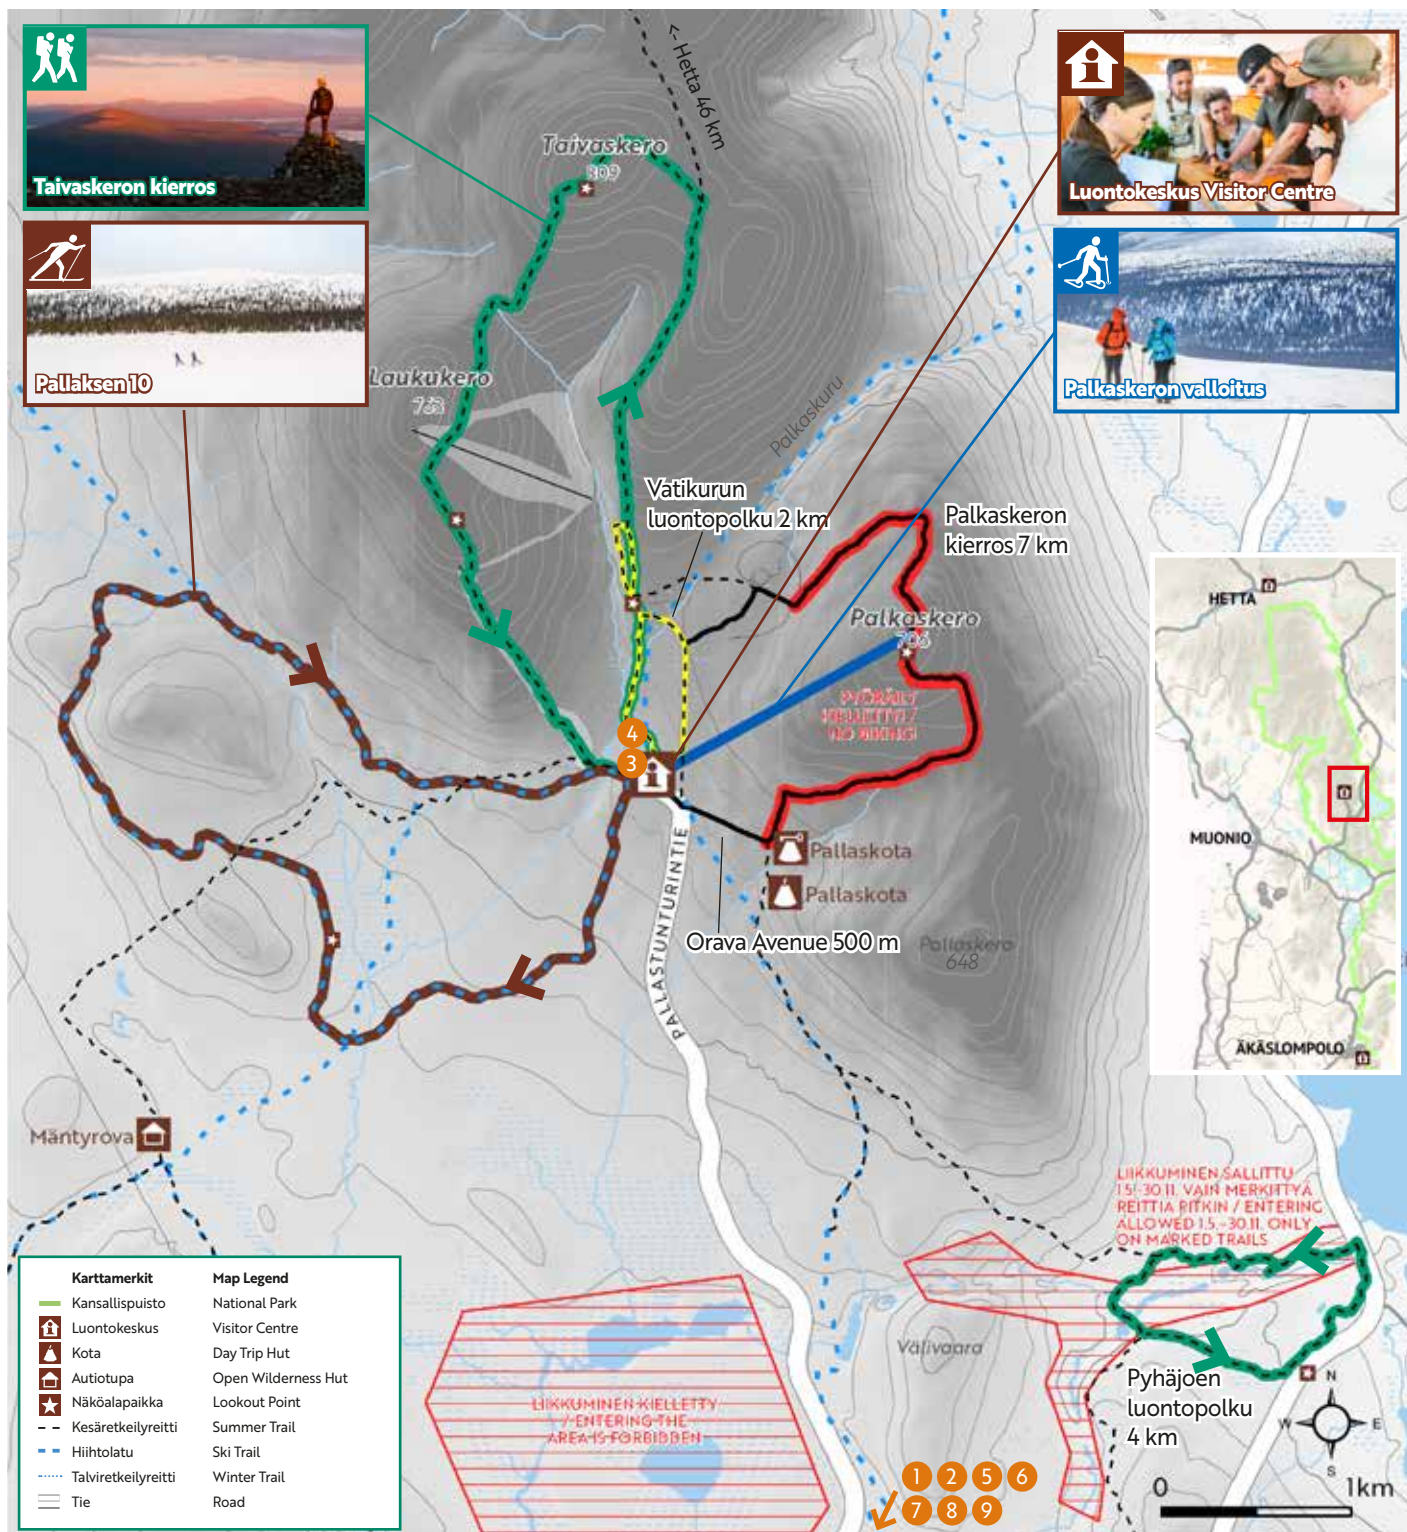 Taivaskeron kierros
Pallaksen 10
<- Hetta 46 km
Luontokeskus Visitor Centre
Palkaskeron valloitus
Taivaskero
809
Laukukero
Palkaskuru
Vatikurun
luontopolku 2 km
Palkaskeron
kierros 7 km
Palkaskero
PYÖRÄILY
KIELLETTY /
NO BIKING!
4
3
Pallaskota
Pallaskota
Orava Avenue 500 m
Pallaskero
648
PALLASTUNTURINTIE
HETTA
MUONIO
ÄKÄSLOMPOLO
Mäntyrova
LIIKKUMINEN SALLITTU
1.5.-30.11. VAIN MERKITTYÄ
REITTIÄ PITKIN / ENTERING
ALLOWED 1.5.-30.11. ONLY
ON MARKED TRAILS
Välivaara
Pyhäjoen
luontopolku
4 km
LIIKKUMINEN KIELLETTY
/ ENTERING THE
AREA IS FORBIDDEN
1 2 5 6
7 8 9
N
W E
S
0 1km
Karttamerkit Map Legend
Kansallispuisto National Park
Luontokeskus Visitor Centre
Kota Day Trip Hut
Autiotupa Open Wilderness Hut
Näköalapaikka Lookout Point
Kesäretkeilyreitti Summer Trail
Hiihtolatu Ski Trail
Talviretkeilyreitti Winter Trail
Tie Road